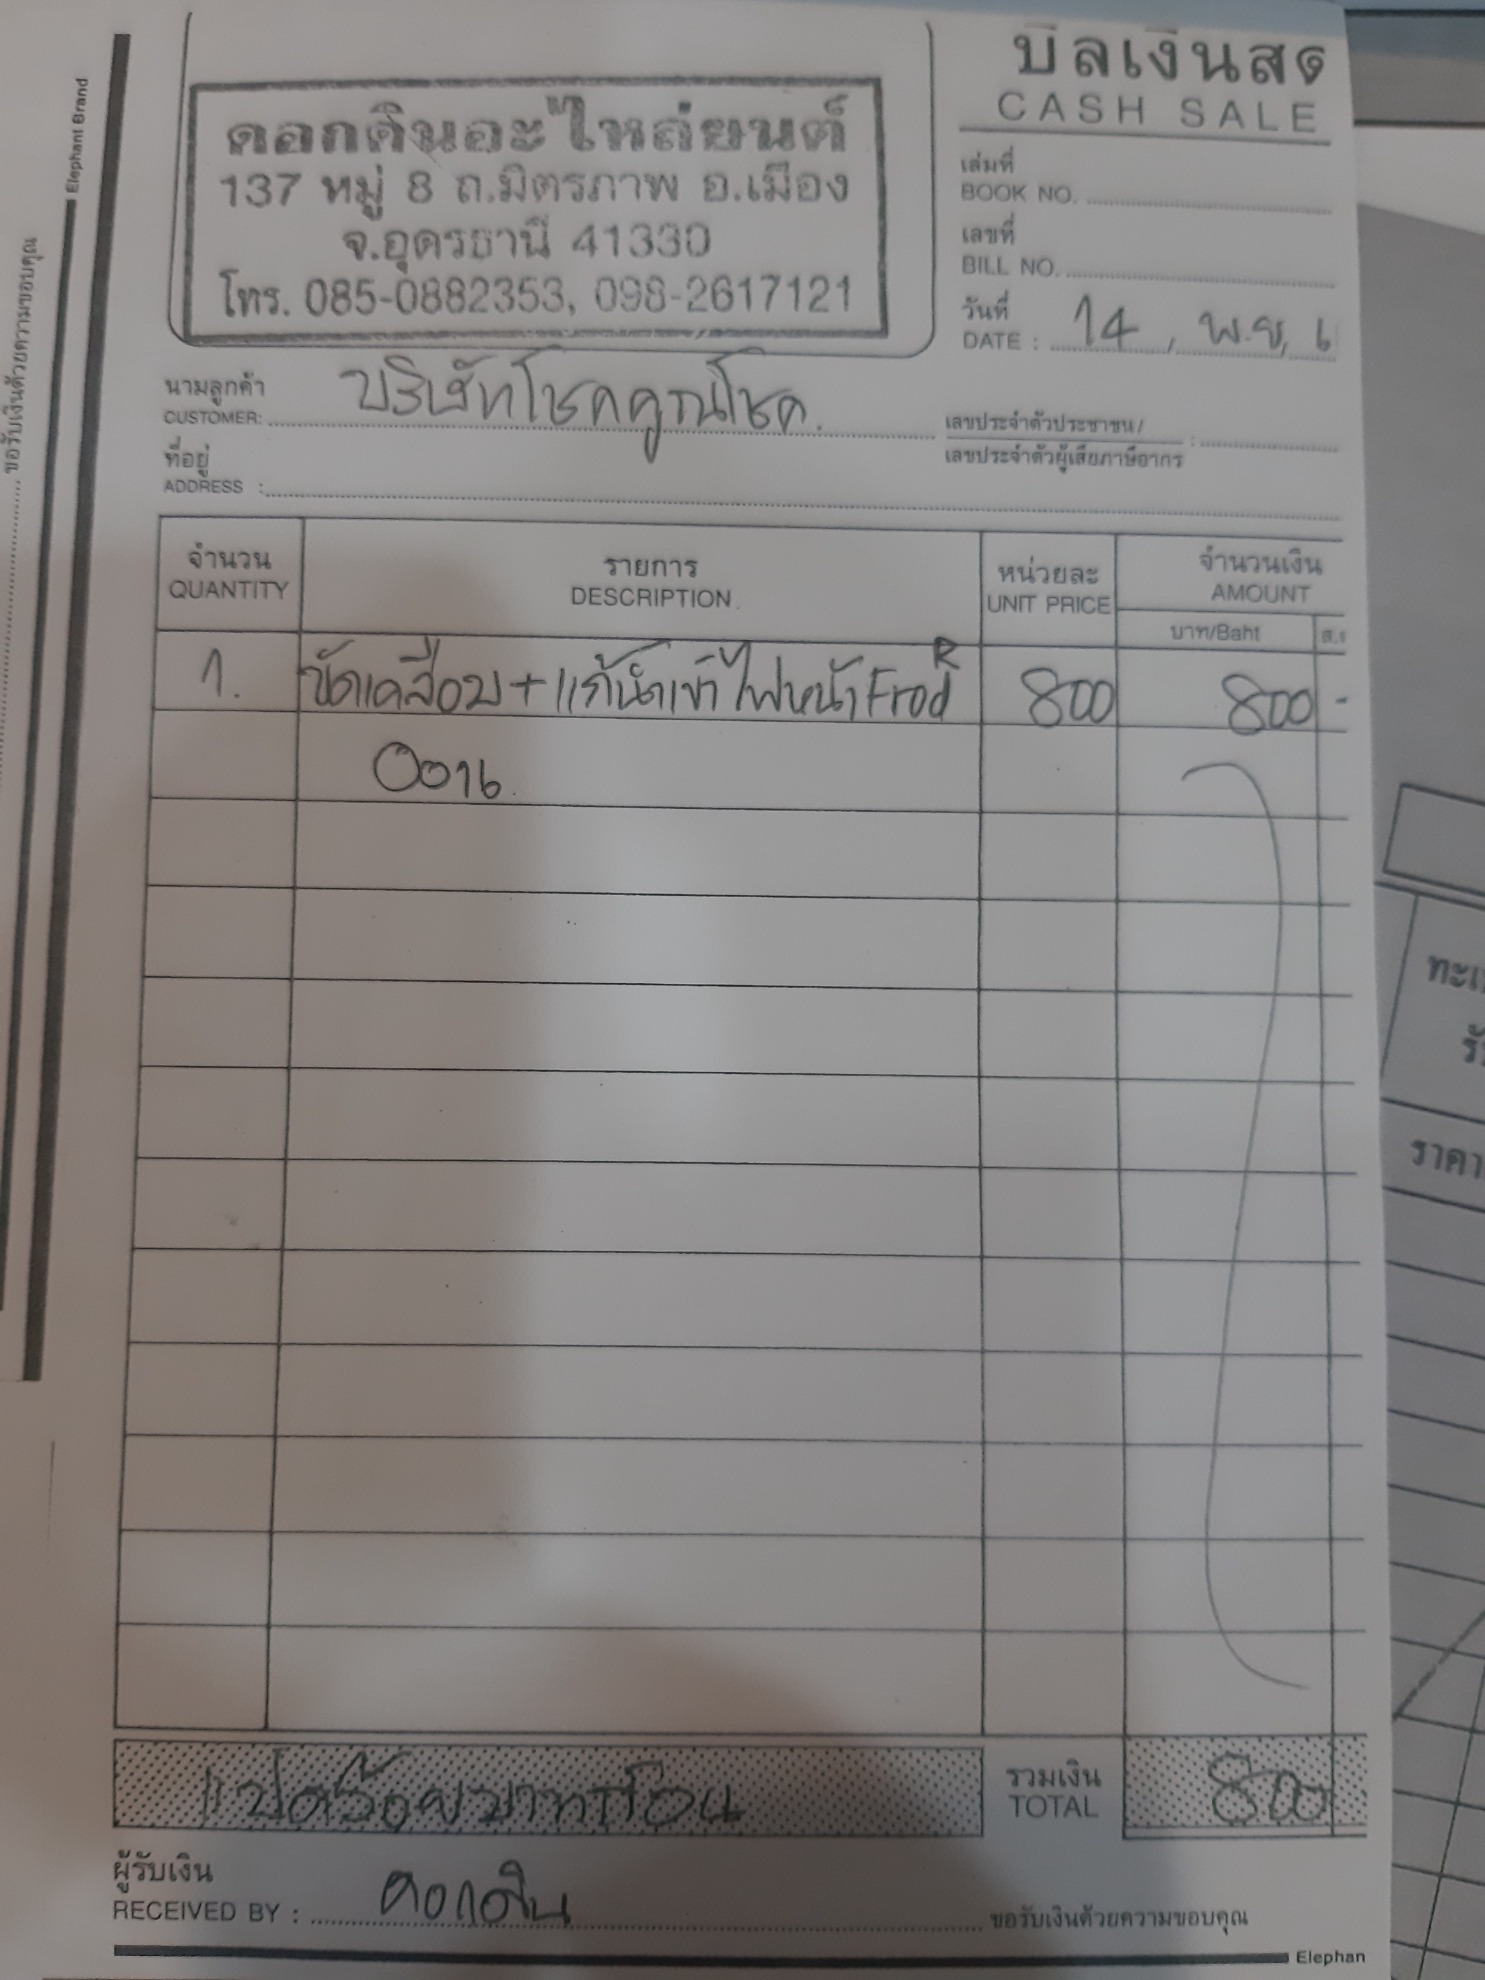 บิลเงินสด
CASH SALE
ดอกดินอะไหล่ยนต์
137 หมู่ 8 ถ.มิตรภาพ อ.เมือง
จ.อุดรธานี 41330
โทร. 085-0882353, 098-2617121
เล่มที่
BOOK NO.
เลขที่
BILL NO.
วันที่
DATE : 14 , พ.ย,
นามลูกค้า
CUSTOMER: บริษัทโชคคูณโชค.
เลขประจำตัวประชาชน/
เลขประจำตัวผู้เสียภาษีอากร :
ที่อยู่
ADDRESS :
จำนวน รายการ หน่วยละ จำนวนเงิน
QUANTITY DESCRIPTION UNIT PRICE AMOUNT
บาท/Baht
1. ขัดเคลือบ + แก้น้ำเข้าไฟหน้า Frod R 800 800 -
0016
แปดร้อยบาทถ้วน รวมเงิน TOTAL 800
ผู้รับเงิน
RECEIVED BY : ดอกดิน ขอรับเงินด้วยความขอบคุณ
Elephan
Elephant Brand
ขอรับเงินด้วยความขอบคุณ
ราคา